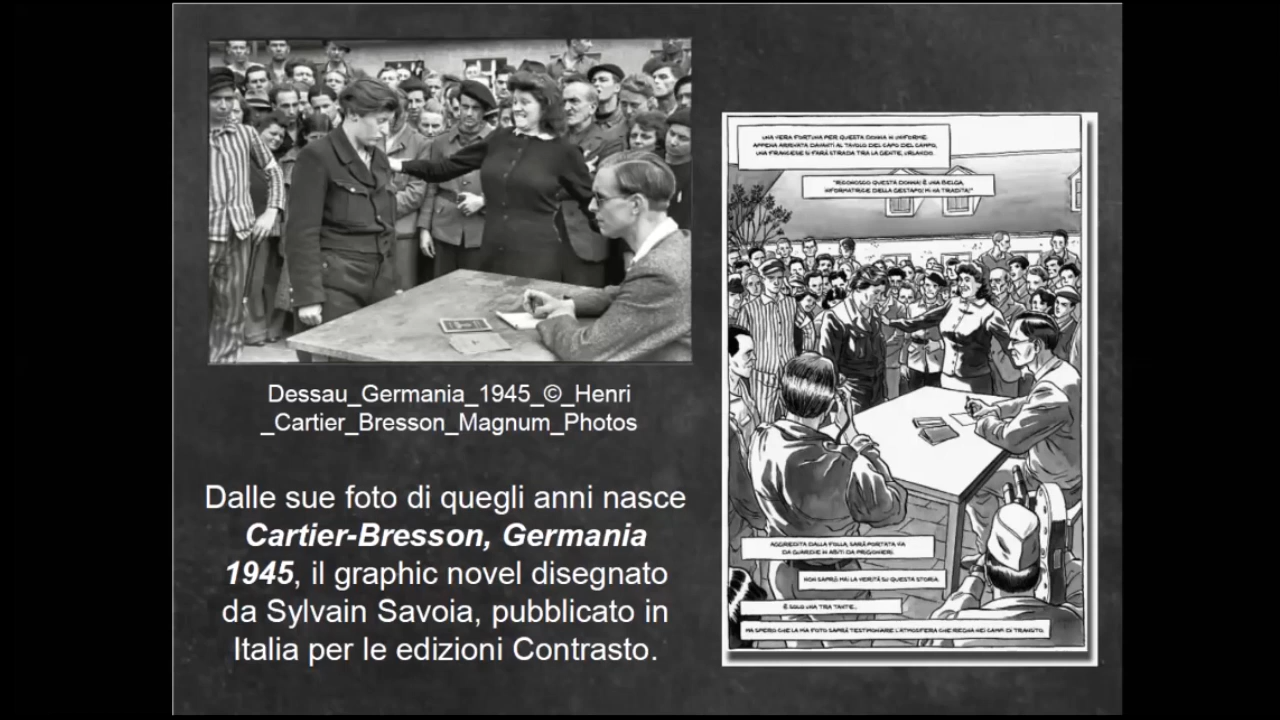 Dessau_Germania_1945_©_Henri
_Cartier_Bresson_Magnum_Photos
Dalle sue foto di quegli anni nasce
Cartier-Bresson, Germania
1945, il graphic novel disegnato
da Sylvain Savoia, pubblicato in
Italia per le edizioni Contrasto.
UNA VERA FORTUNA PER QUESTA DONNA IN UNIFORME.
APPENA ARRIVATA DAVANTI AL TAVOLO DEL CAPO DEL CAMPO,
UNA FRANCESE SI FARÀ STRADA TRA LA GENTE, URLANDO.
"RICONOSCO QUESTA DONNA! È UNA BELGA,
INFORMATRICE DELLA GESTAPO! MI HA TRADITA!"
AGGREDITA DALLA FOLLA, SARÀ PORTATA VIA
DA GUARDIE IN ABITI DA PRIGIONIERI.
NON SAPRÒ MAI LA VERITÀ SU QUESTA STORIA.
È SOLO UNA TRA TANTE...
MA SPERO CHE LA MIA FOTO SAPRÀ TESTIMONIARE L'ATMOSFERA CHE REGNA NEI CAMPI DI TRANSITO.